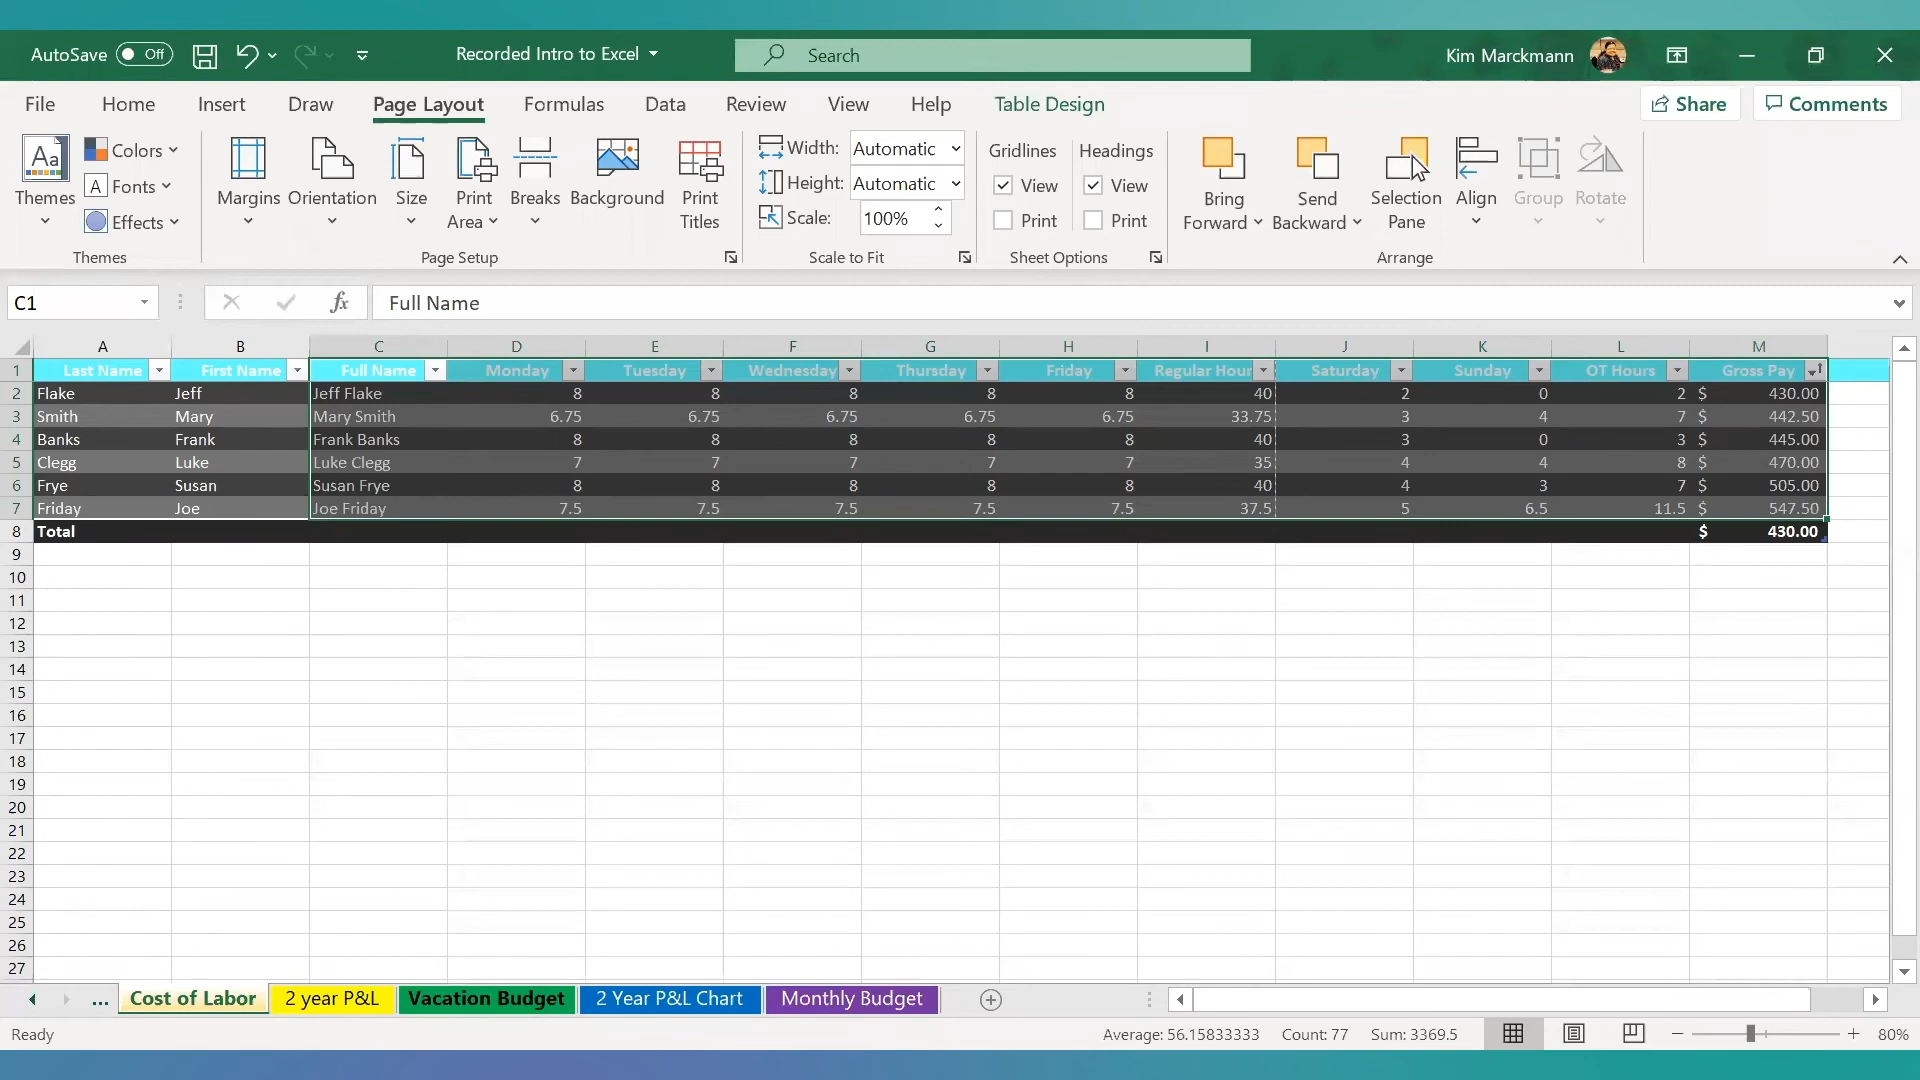 AutoSave Off Recorded Intro to Excel Search Kim Marckmann
File Home Insert Draw Page Layout Formulas Data Review View Help Table Design Share Comments
Aa Colors Width: Automatic Gridlines Headings
A Fonts Height: Automatic View View
Themes Margins Orientation Size Print Breaks Background Print Bring Send Selection Align Group Rotate
Effects Area Titles Scale: 100% Print Print Forward Backward Pane
Themes Page Setup Scale to Fit Sheet Options Arrange
C1 fx Full Name
A B C D E F G H I J K L M
1 Last Name First Name Full Name Monday Tuesday Wednesday Thursday Friday Regular Hour Saturday Sunday OT Hours Gross Pay
2 Flake Jeff Jeff Flake 8 8 8 8 8 40 2 0 2 $ 430.00
3 Smith Mary Mary Smith 6.75 6.75 6.75 6.75 6.75 33.75 3 4 7 $ 442.50
4 Banks Frank Frank Banks 8 8 8 8 8 40 3 0 3 $ 445.00
5 Clegg Luke Luke Clegg 7 7 7 7 7 35 4 4 8 $ 470.00
6 Frye Susan Susan Frye 8 8 8 8 8 40 4 3 7 $ 505.00
7 Friday Joe Joe Friday 7.5 7.5 7.5 7.5 7.5 37.5 5 6.5 11.5 $ 547.50
8 Total $ 430.00
9
10
11
12
13
14
15
16
17
18
19
20
21
22
23
24
25
26
27
... Cost of Labor 2 year P&L Vacation Budget 2 Year P&L Chart Monthly Budget
Ready Average: 56.15833333 Count: 77 Sum: 3369.5 80%